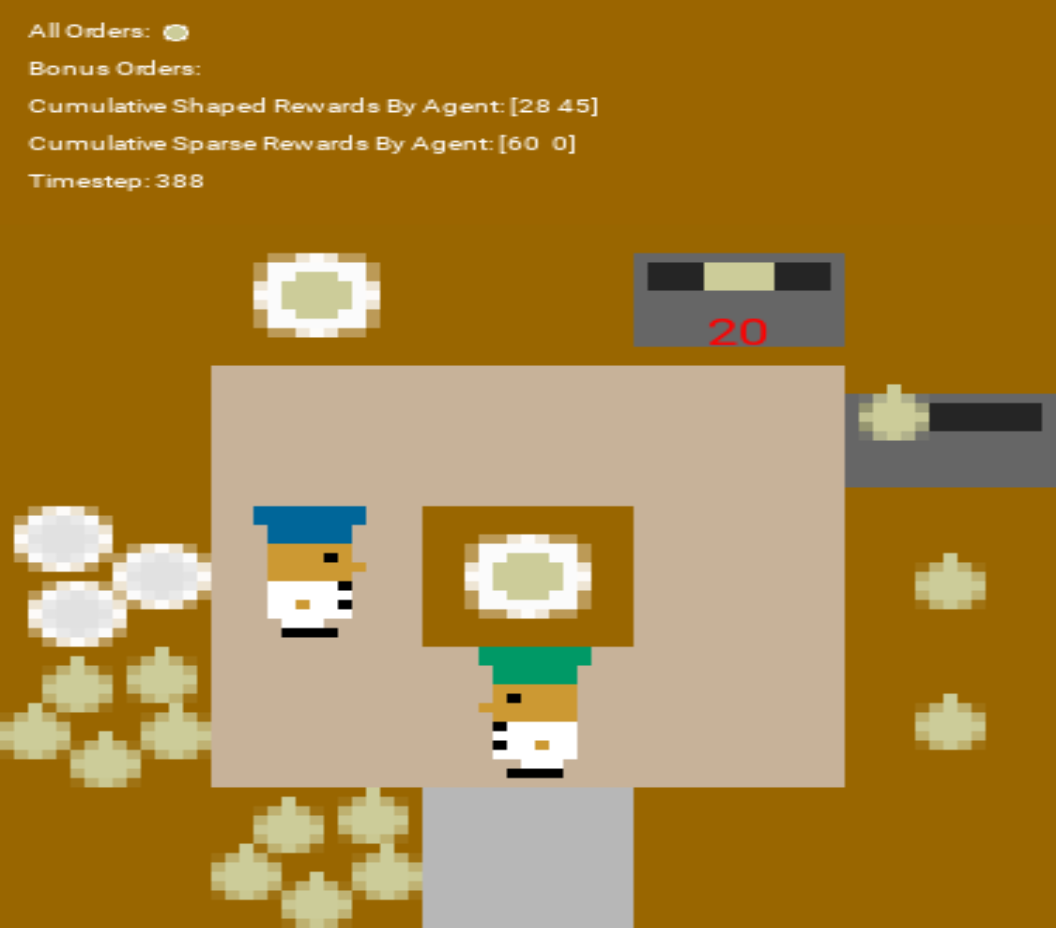 All Orders:
Bonus Orders:
Cumulative Shaped Rewards By Agent: [28 45]
Cumulative Sparse Rewards By Agent: [60  0]
Timestep: 388
20